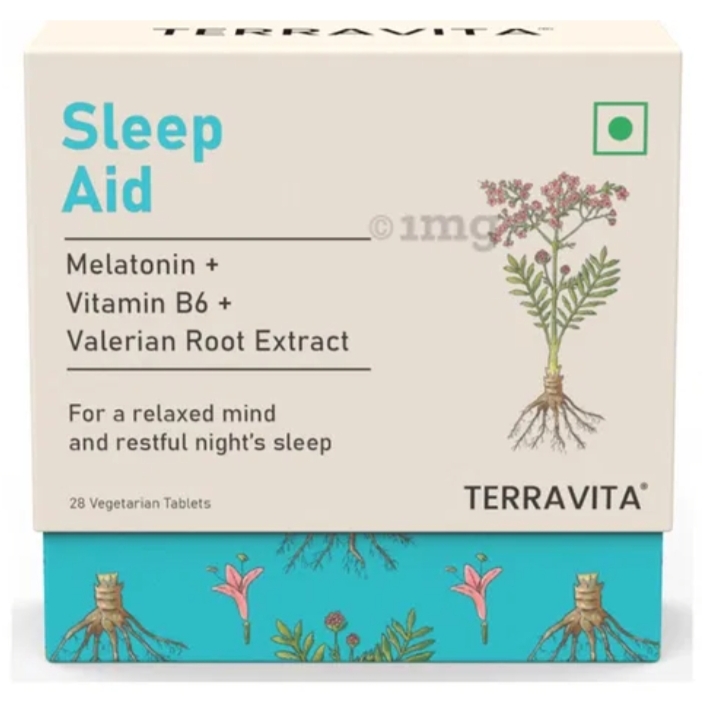 TERRAVITA
Sleep
Aid
©1mg
Melatonin +
Vitamin B6 +
Valerian Root Extract
For a relaxed mind
and restful night's sleep
28 Vegetarian Tablets
TERRAVITA®